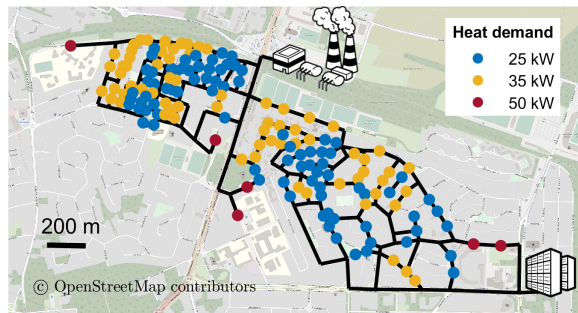 Heat demand
25 kW
35 kW
50 kW
200 m
© OpenStreetMap contributors